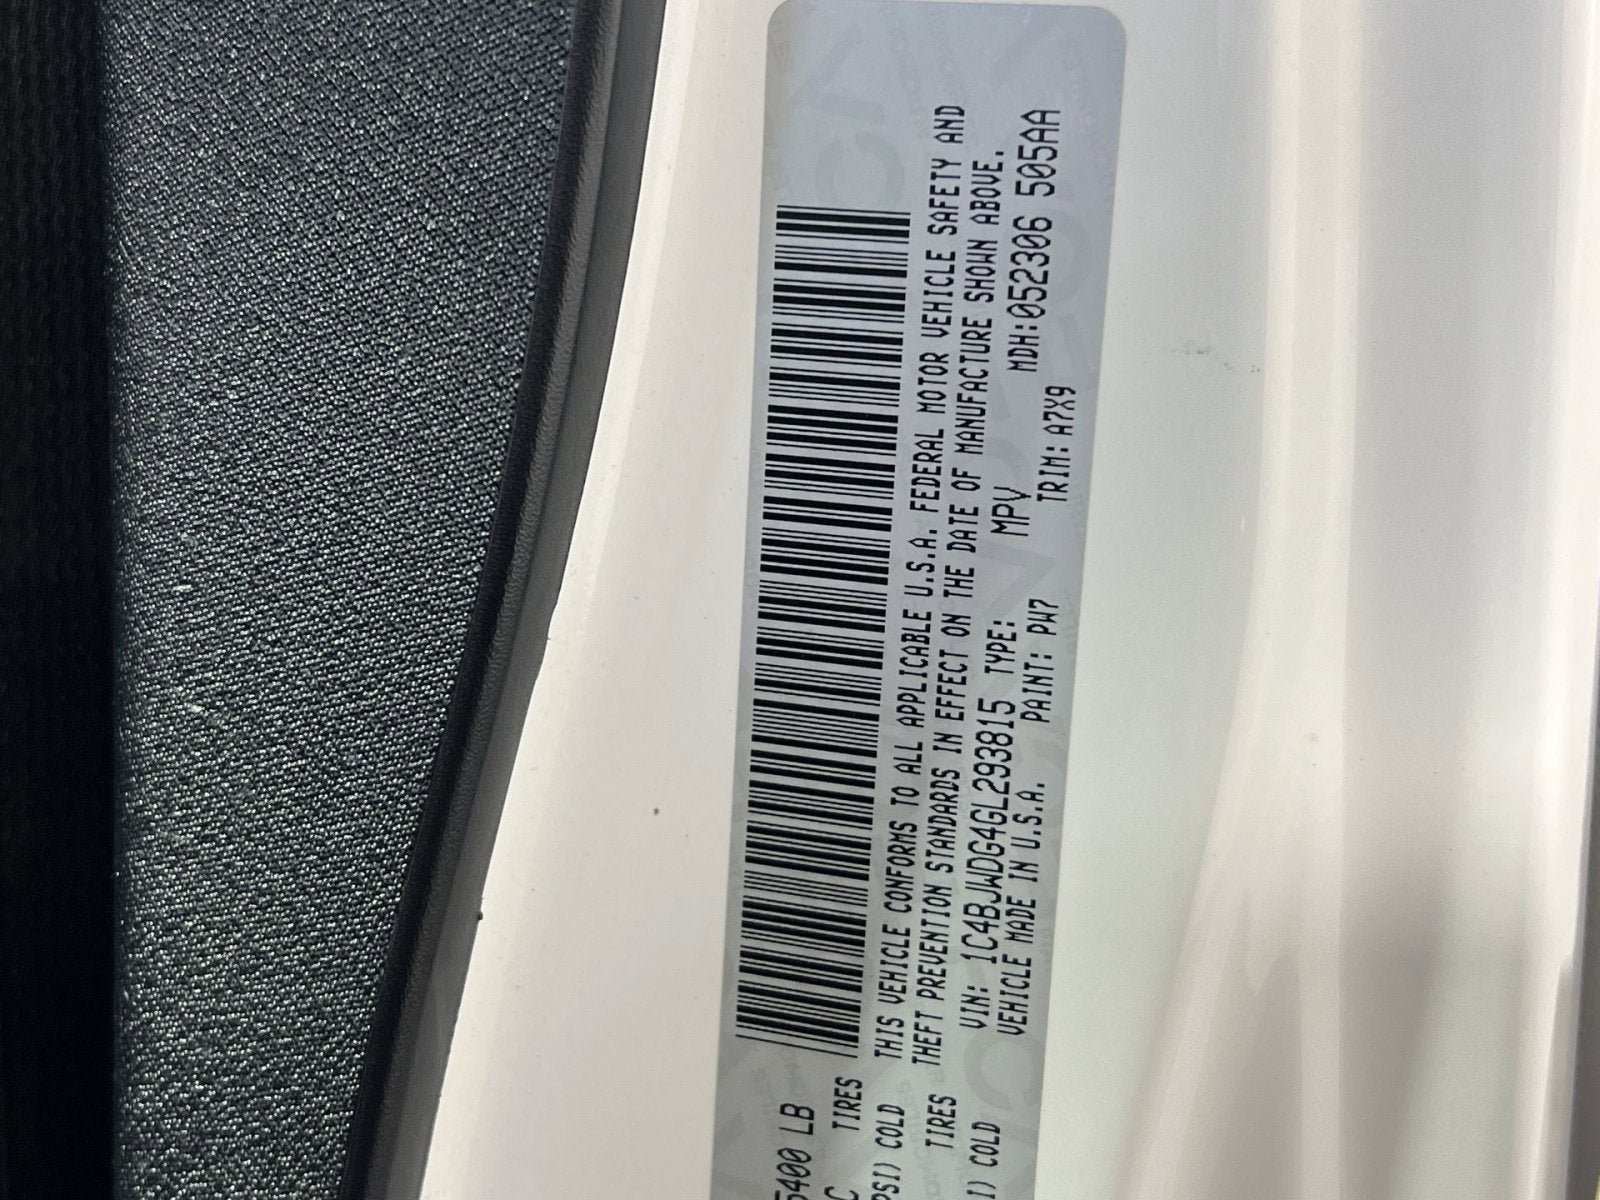 5400 LB
C TIRES
PSI) COLD
TIRES
I) COLD
THIS VEHICLE CONFORMS TO ALL APPLICABLE U.S.A. FEDERAL MOTOR VEHICLE SAFETY AND
THEFT PREVENTION STANDARDS IN EFFECT ON THE DATE OF MANUFACTURE SHOWN ABOVE.
VIN: 1C4BJWDG4GL293815 TYPE: MPV MDH:052306 505AA
VEHICLE MADE IN U.S.A. PAINT: PW7 TRIM: A7X9